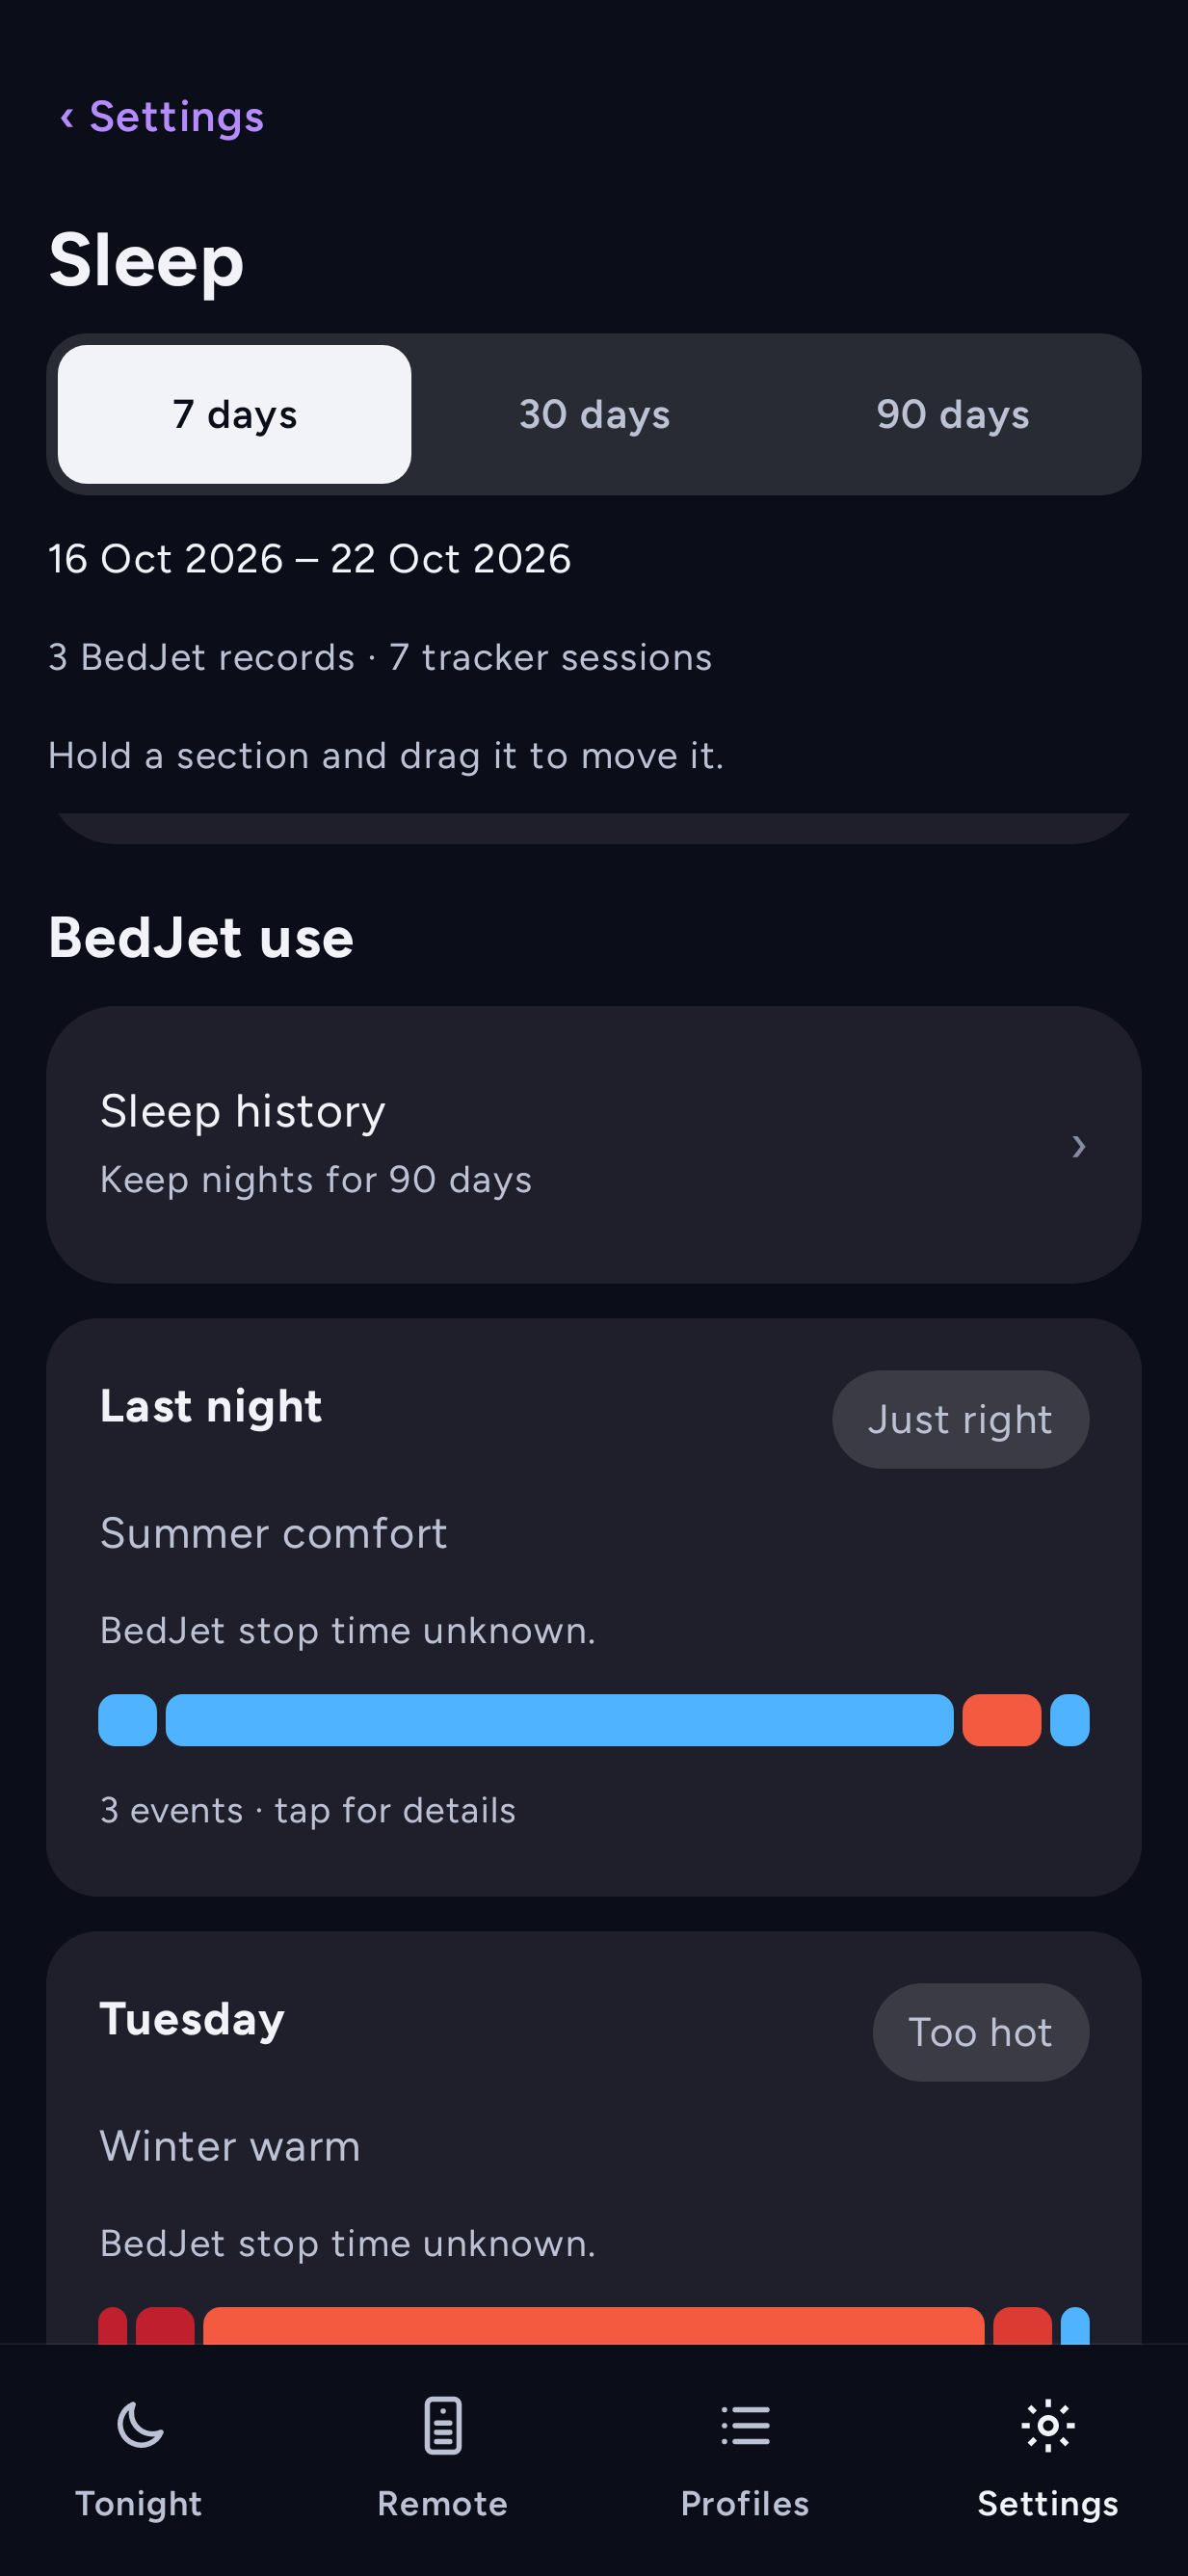 ‹ Settings
Sleep
7 days
30 days
90 days
16 Oct 2026 – 22 Oct 2026
3 BedJet records · 7 tracker sessions
Hold a section and drag it to move it.
BedJet use
Sleep history
Keep nights for 90 days
›
Last night
Just right
Summer comfort
BedJet stop time unknown.
3 events · tap for details
Tuesday
Too hot
Winter warm
BedJet stop time unknown.
Tonight
Remote
Profiles
Settings